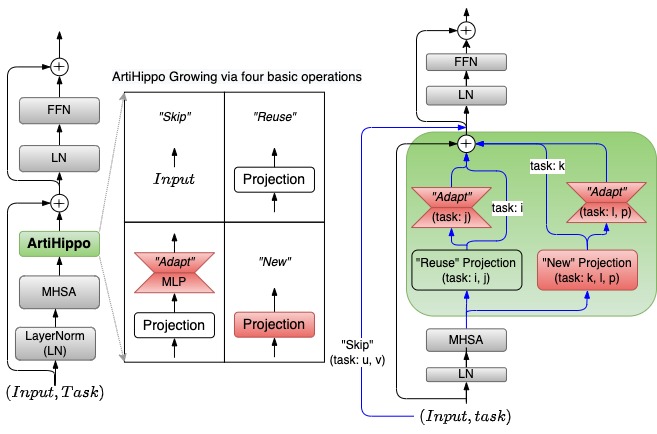 FFN
LN
ArtiHippo
MHSA
LayerNorm
(LN)
(Input, Task)
ArtiHippo Growing via four basic operations
"Skip"
Input
"Reuse"
Projection
"Adapt"
MLP
Projection
"New"
Projection
FFN
LN
task: k
"Adapt"
(task: j)
task: i
"Adapt"
(task: l, p)
"Reuse" Projection
(task: i, j)
"New" Projection
(task: k, l, p)
"Skip"
(task: u, v)
MHSA
LN
(Input, task)